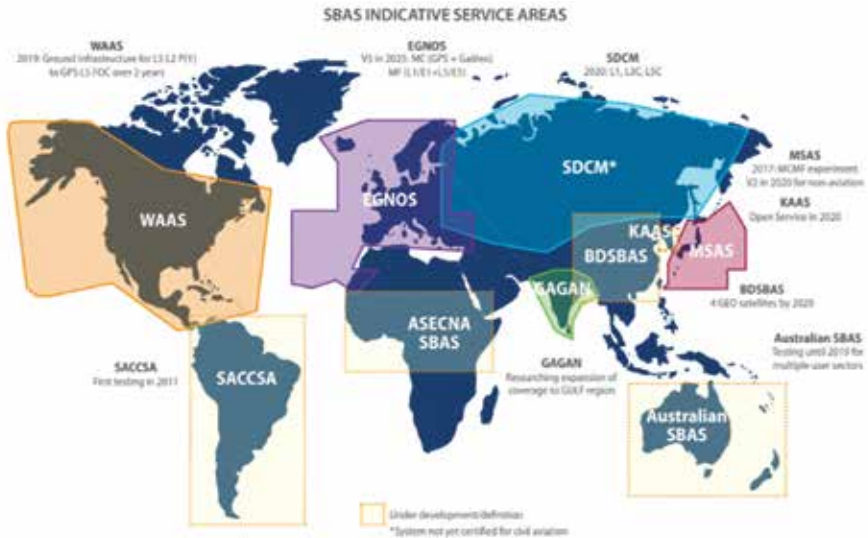 SBAS INDICATIVE SERVICE AREAS
WAAS
2019: Ground infrastructure for L1-L2 P(Y)
to GPS L5 FOC over 2 years
EGNOS
V3 in 2025: MC (GPS + Galileo)
MF (L1/E1 + L5/E5)
SDCM
2020: L1, L2C, L5C
MSAS
2017: MCMF experiment
V2 in 2020 for non-aviation
KAAS
Open Service in 2020
WAAS
EGNOS
SDCM*
KAAS
BDSBAS
MSAS
GAGAN
BDSBAS
4 GEO satellites by 2020
ASECNA
SBAS
Australian SBAS
Testing until 2019 for
multiple user sectors
SACCSA
First testing in 2011
SACCSA
GAGAN
Researching expansion of
coverage to GULF region
Australian
SBAS
Under development/definition
*System not yet certified for civil aviation